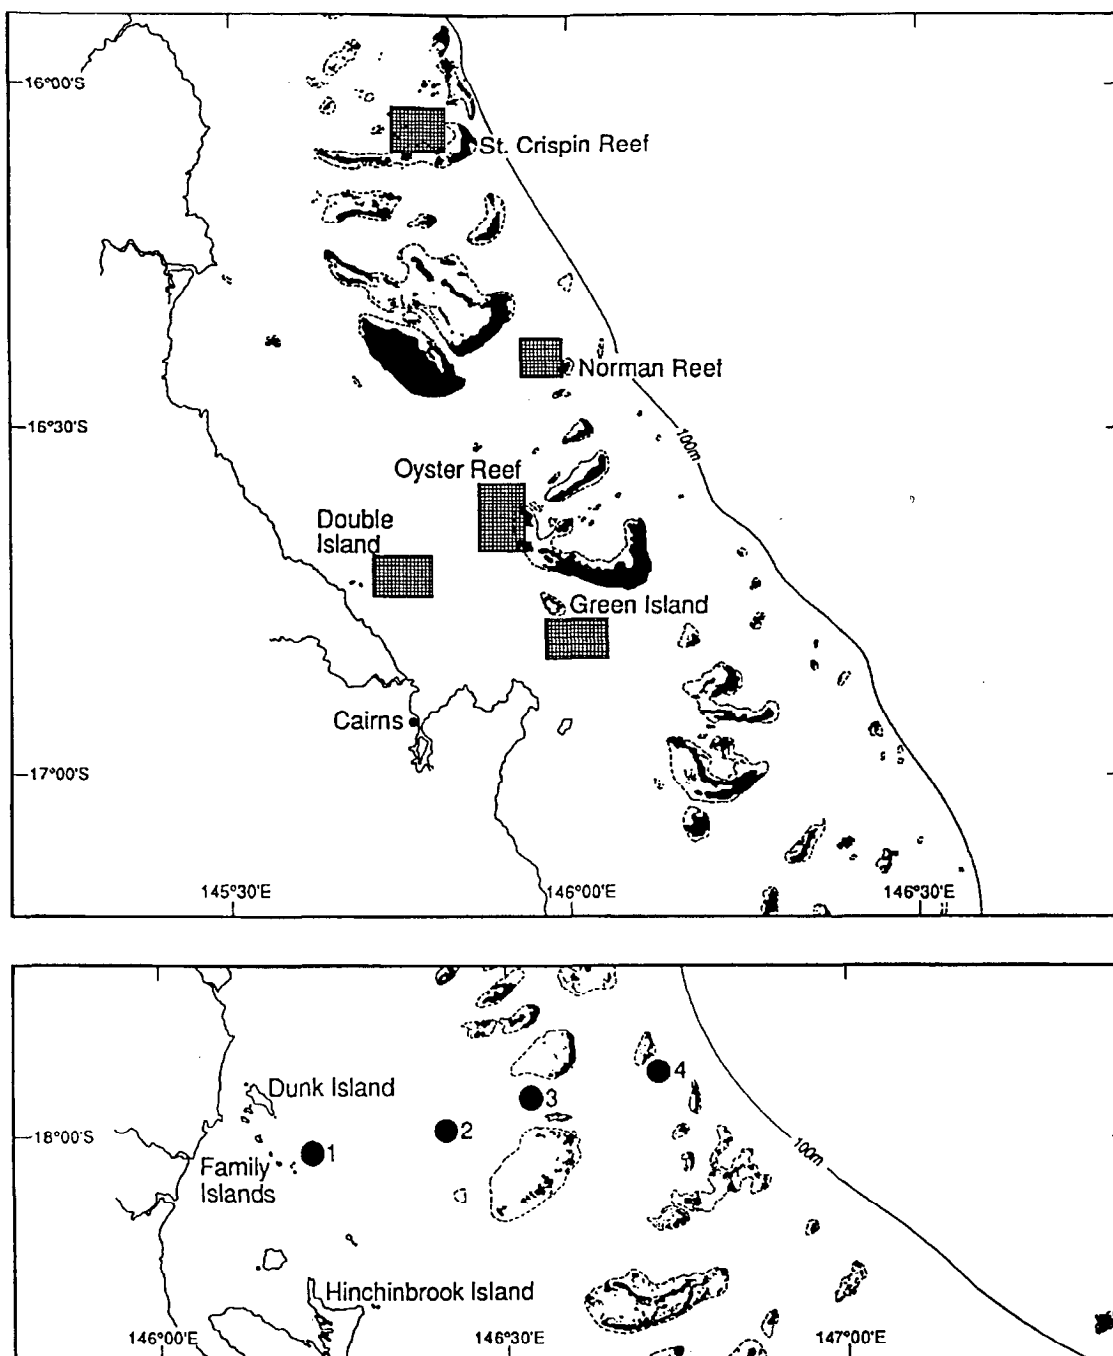 16°00'S
St. Crispin Reef
Norman Reef
16°30'S
100m
Oyster Reef
Double
Island
Green Island
Cairns
17°00'S
145°30'E
146°00'E
146°30'E
4
Dunk Island
3
2
18°00'S
1
100m
Family
Islands
Hinchinbrook Island
146°00'E
146°30'E
147°00'E